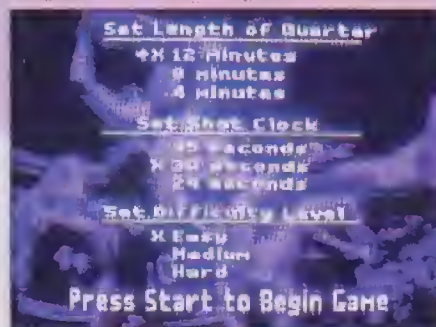 Set Length of Quarter
X 12 Minutes
8 Minutes
4 Minutes
Set Shot Clock
45 seconds
X 30 seconds
24 seconds
Set Difficulty Level
X Easy
Medium
Hard
Press Start to Begin Game